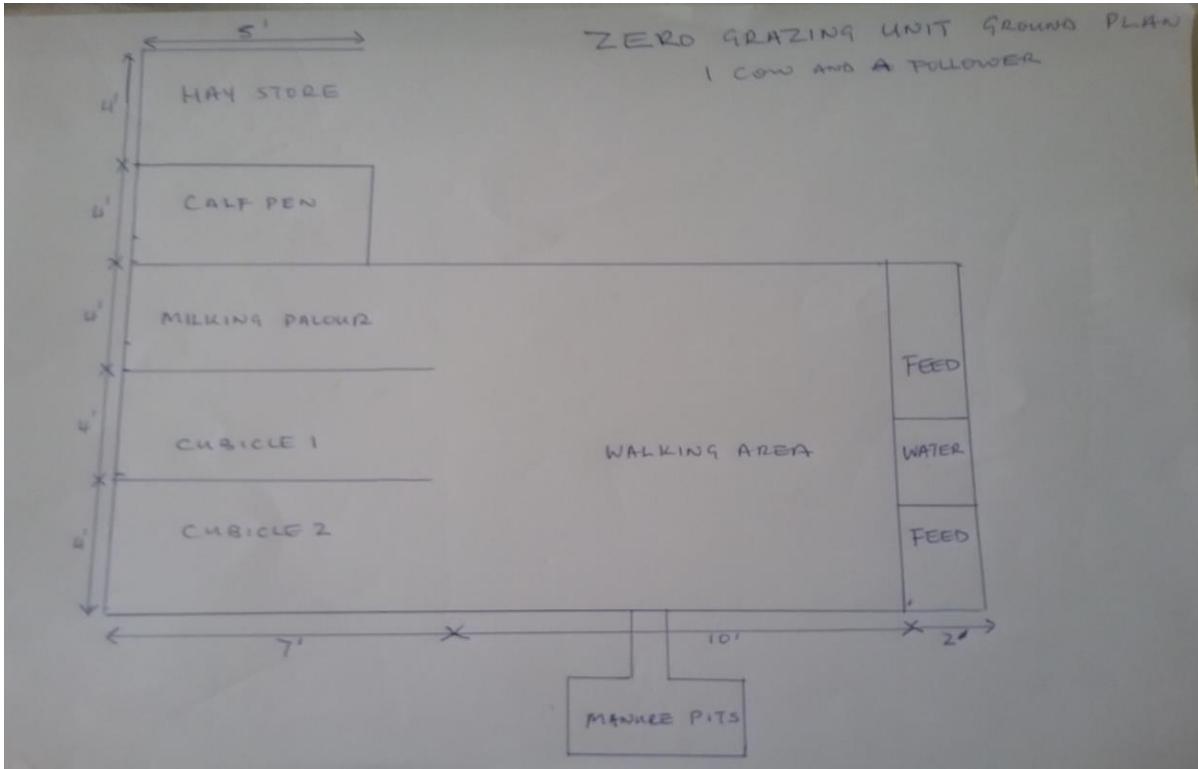 ZERO GRAZING UNIT GROUND PLAN
1 COW AND A FOLLOWER
5'
4'
HAY STORE
CALF PEN
MILKING PALOUR
FEED
CUBICLE 1
WALKING AREA
WATER
CUBICLE 2
FEED
7'
10'
2'
MANURE PITS